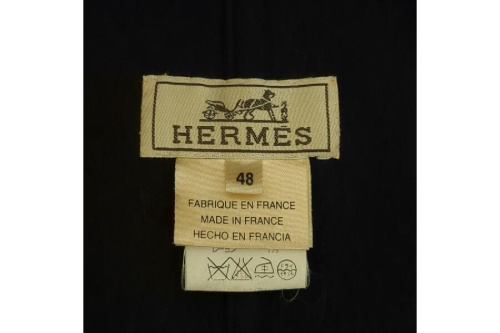 HERMÈS
48
FABRIQUE EN FRANCE
MADE IN FRANCE
HECHO EN FRANCIA